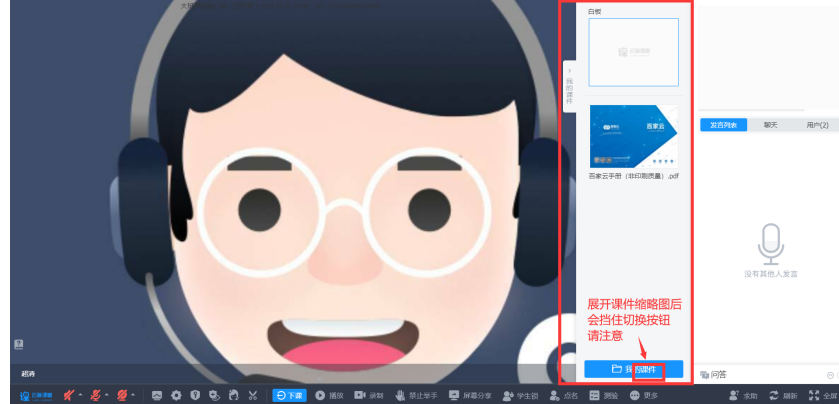 白板
我的课件
百家云
百家云手册（非印刷质量）.pdf
发言列表
聊天
用户(2)
没有其他人发言
展开课件缩略图后
会挡住切换按钮
请注意
我的课件
超清
问答
下课
播放
录制
禁止举手
屏幕分享
学生锁
点名
测验
更多
求助
刷新